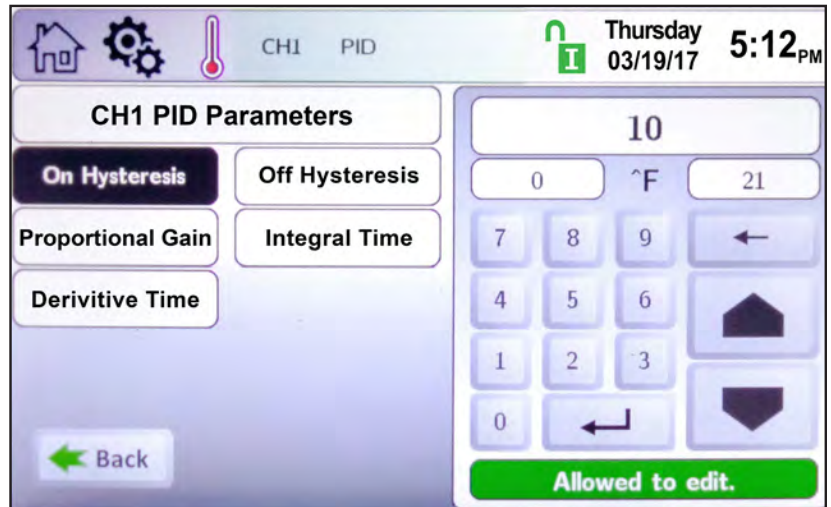 CH1 PID
I
Thursday
03/19/17
5:12PM
CH1 PID Parameters
10
On Hysteresis
Off Hysteresis
0
^F
21
Proportional Gain
Integral Time
7
8
9
Derivitive Time
4
5
6
1
2
3
0
Back
Allowed to edit.